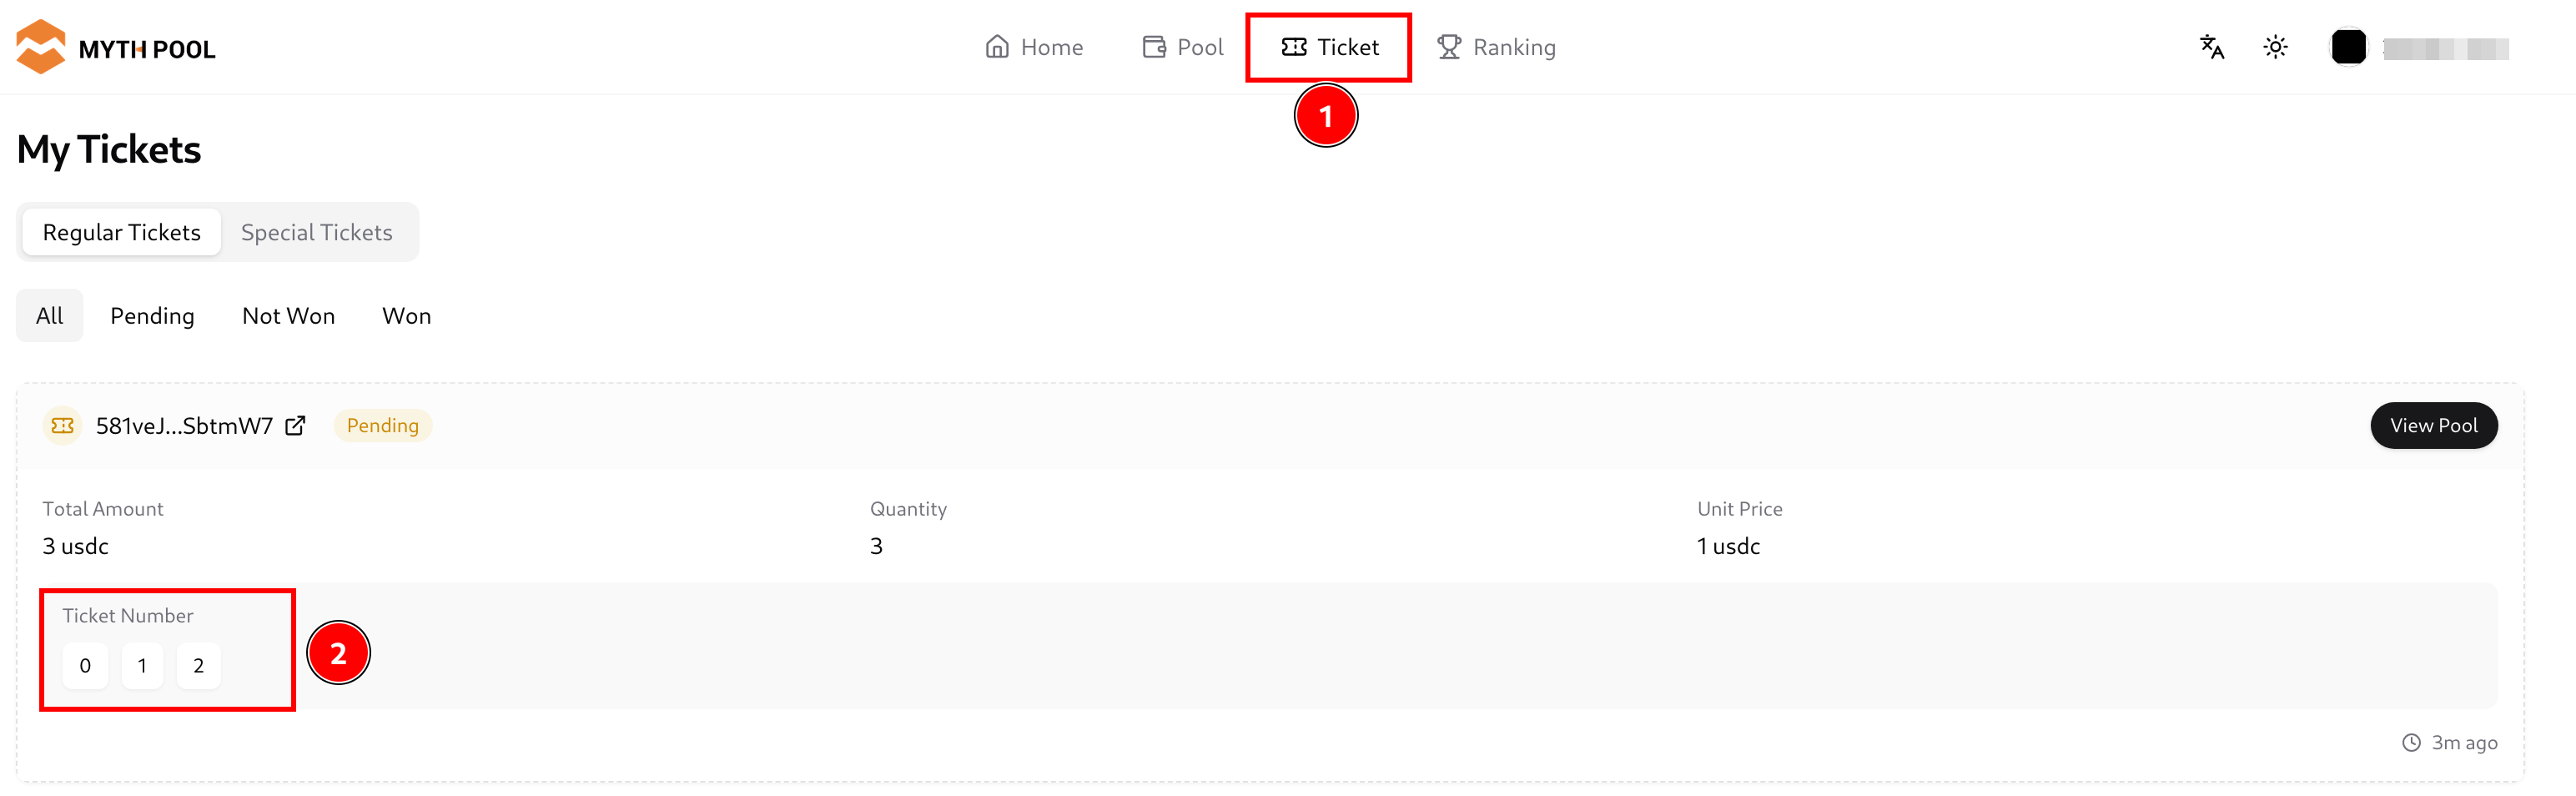 MYTH POOL
Home Pool Ticket Ranking
1
My Tickets
Regular Tickets Special Tickets
All Pending Not Won Won
581veJ...SbtmW7 Pending View Pool
Total Amount Quantity Unit Price
3 usdc 3 1 usdc
Ticket Number
0 1 2
2
3m ago